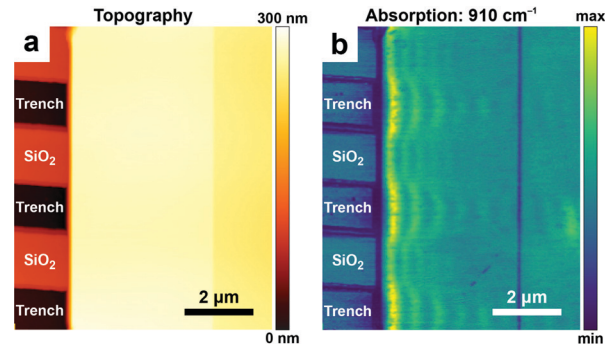 Topography
300 nm
a
Trench
SiO₂
Trench
SiO₂
Trench
2 μm
0 nm
Absorption: 910 cm⁻¹
max
b
Trench
SiO₂
Trench
SiO₂
Trench
2 μm
min